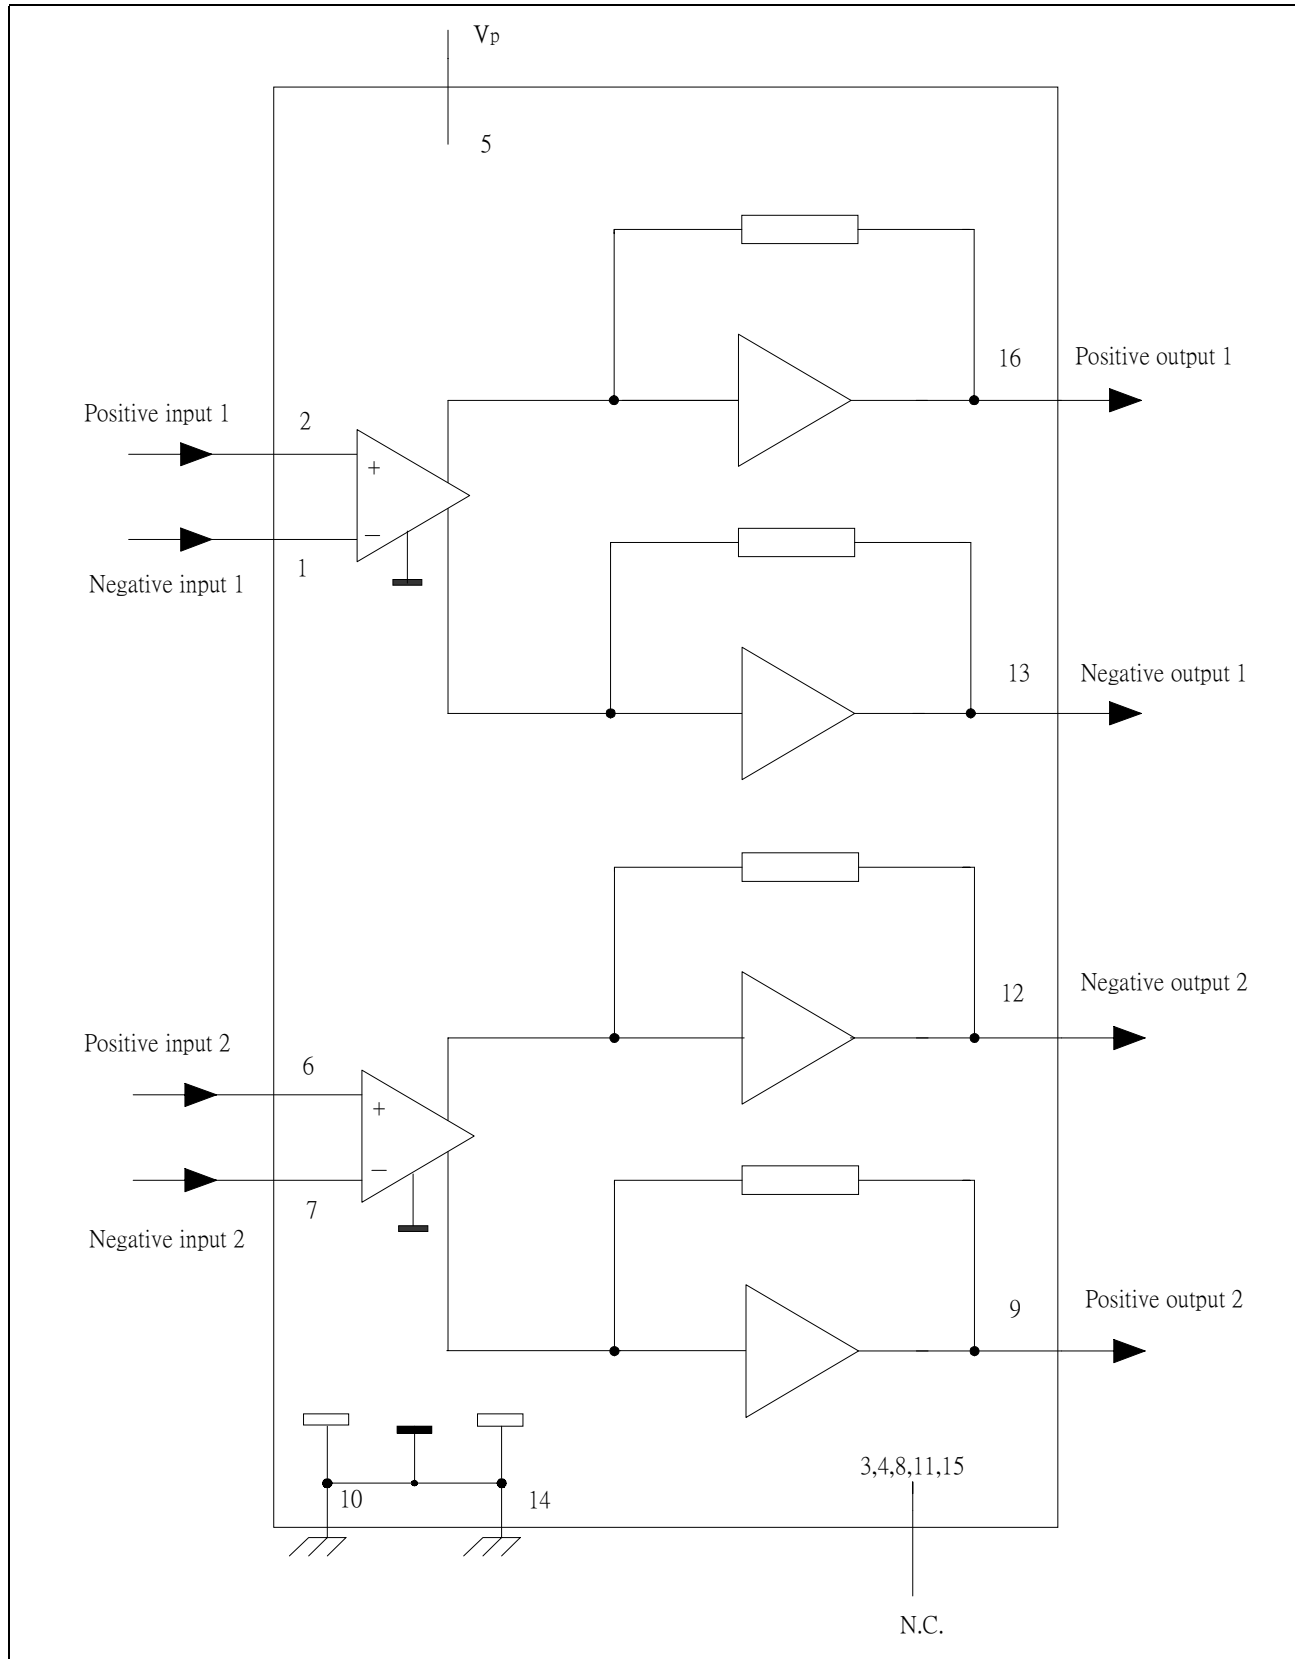 Vp
5
16
Positive output 1
Positive input 1
2
+
−
1
Negative input 1
13
Negative output 1
12
Negative output 2
Positive input 2
6
+
−
7
Negative input 2
9
Positive output 2
3,4,8,11,15
10
14
N.C.